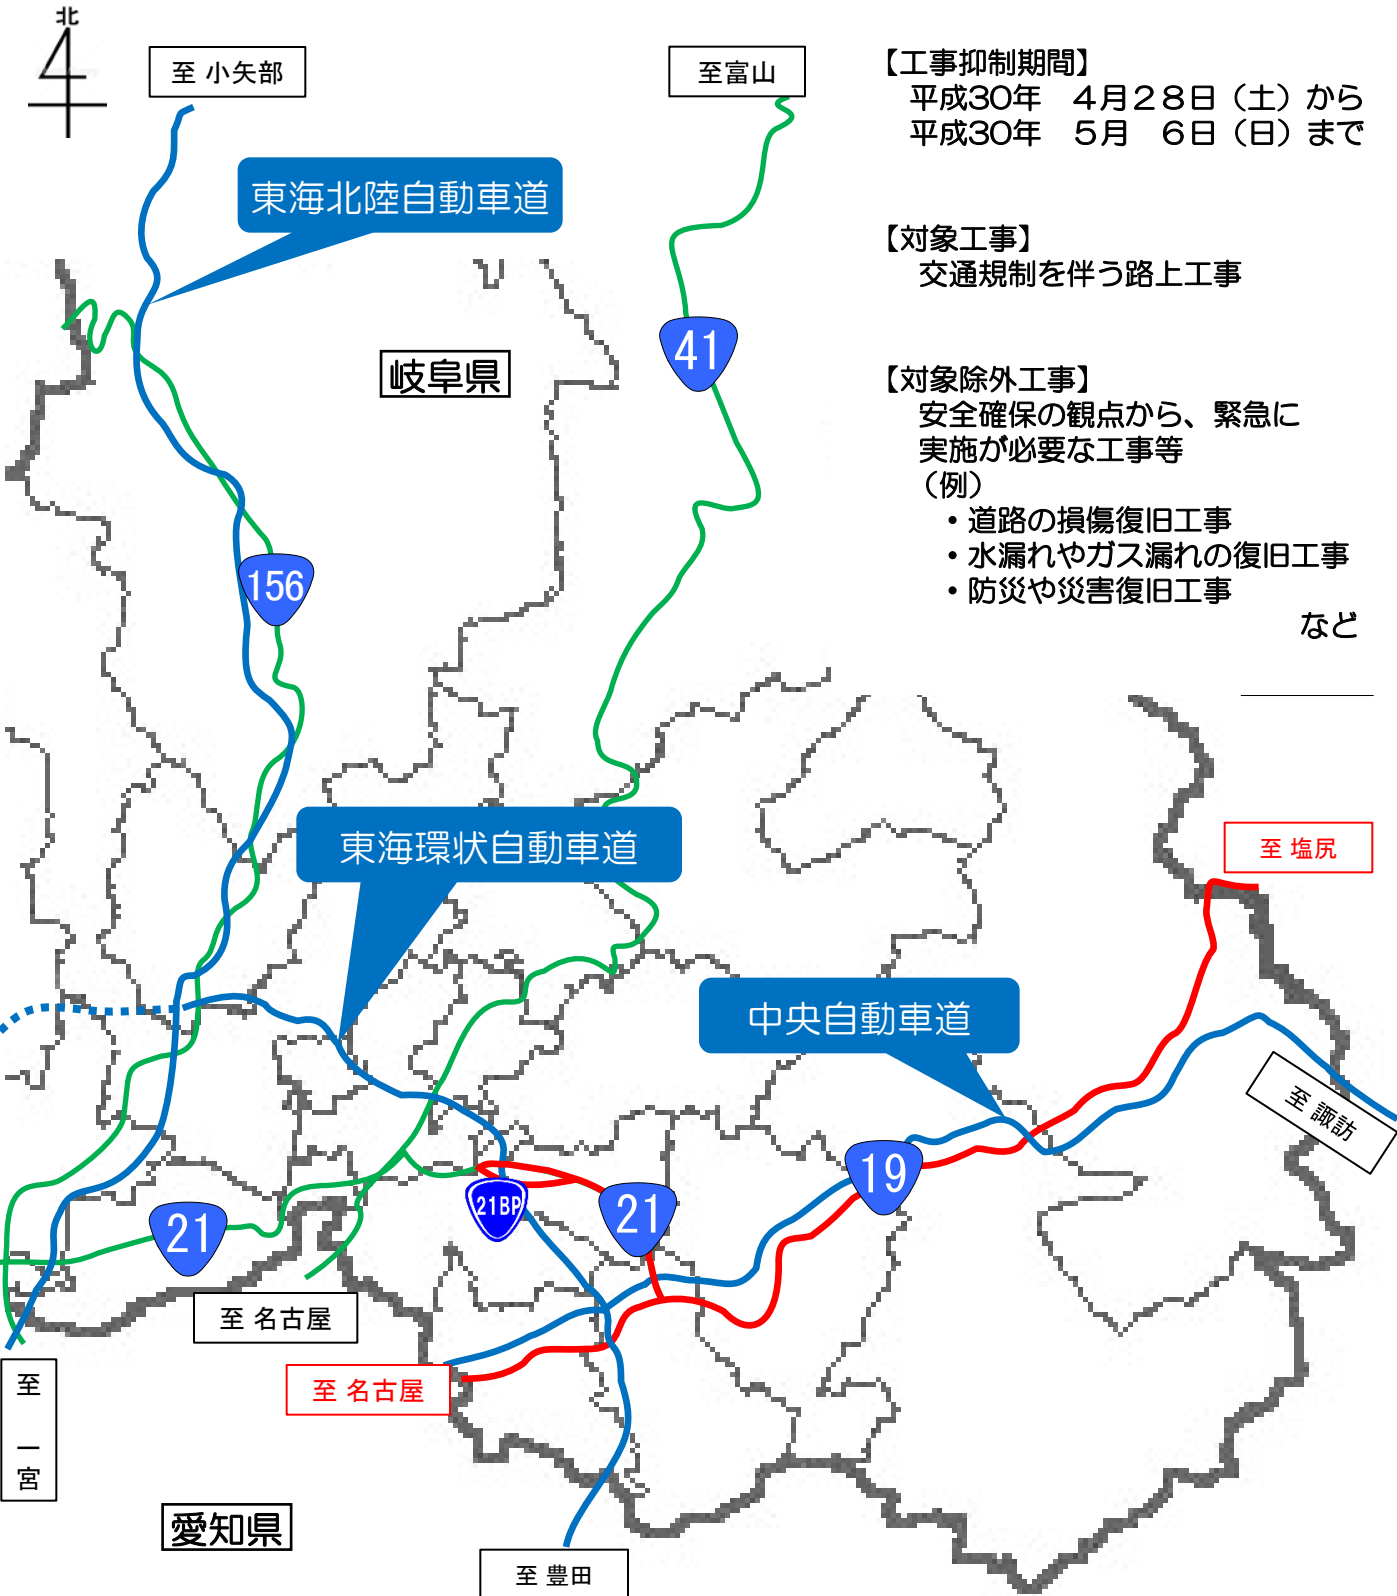 北
至 小矢部
至富山
【工事抑制期間】
平成30年　４月２８日（土）から
平成30年　５月　６日（日）まで
東海北陸自動車道
【対象工事】
交通規制を伴う路上工事
41
岐阜県
【対象除外工事】
安全確保の観点から、緊急に
実施が必要な工事等
（例）
・道路の損傷復旧工事
・水漏れやガス漏れの復旧工事
・防災や災害復旧工事
など
156
東海環状自動車道
至 塩尻
中央自動車道
至 諏訪
19
21BP
21
21
至 名古屋
至 名古屋
至 一宮
愛知県
至 豊田